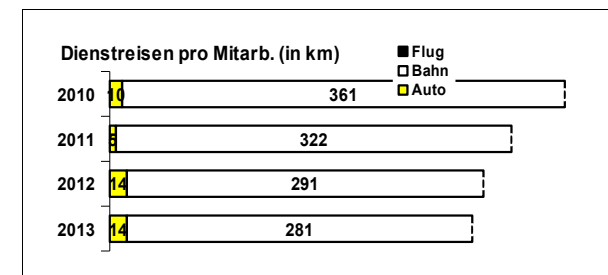 Dienstreisen pro Mitarb. (in km)
Flug
Bahn
Auto
2010 10 361
2011 5 322
2012 14 291
2013 14 281